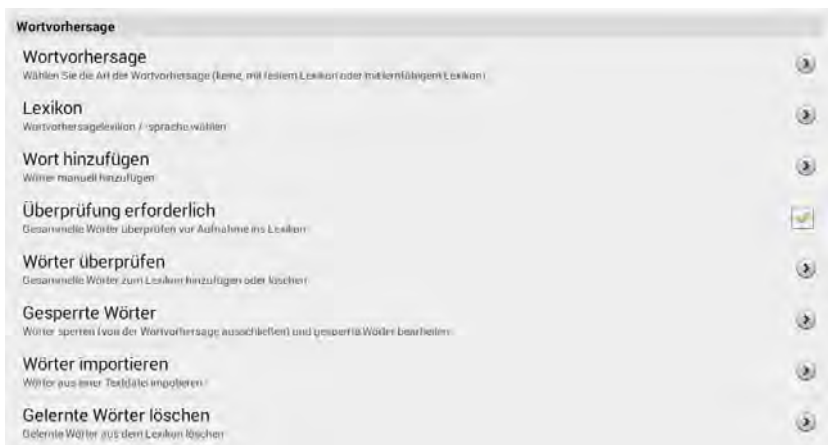 Wortvorhersage
Wortvorhersage
Wählen Sie die Art der Wortvorhersage (keine, mit festem Lexikon oder mit lernfähigem Lexikon)
Lexikon
Wortvorhersagelexikon / -sprache wählen
Wort hinzufügen
Wörter manuell hinzufügen
Überprüfung erforderlich
Gesammelte Wörter überprüfen vor Aufnahme ins Lexikon
Wörter überprüfen
Gesammelte Wörter zum Lexikon hinzufügen oder löschen
Gesperrte Wörter
Wörter sperren (von der Wortvorhersage ausschließen) und gesperrte Wörter bearbeiten
Wörter importieren
Wörter aus einer Textdatei impotieren
Gelernte Wörter löschen
Gelernte Wörter aus dem Lexikon löschen